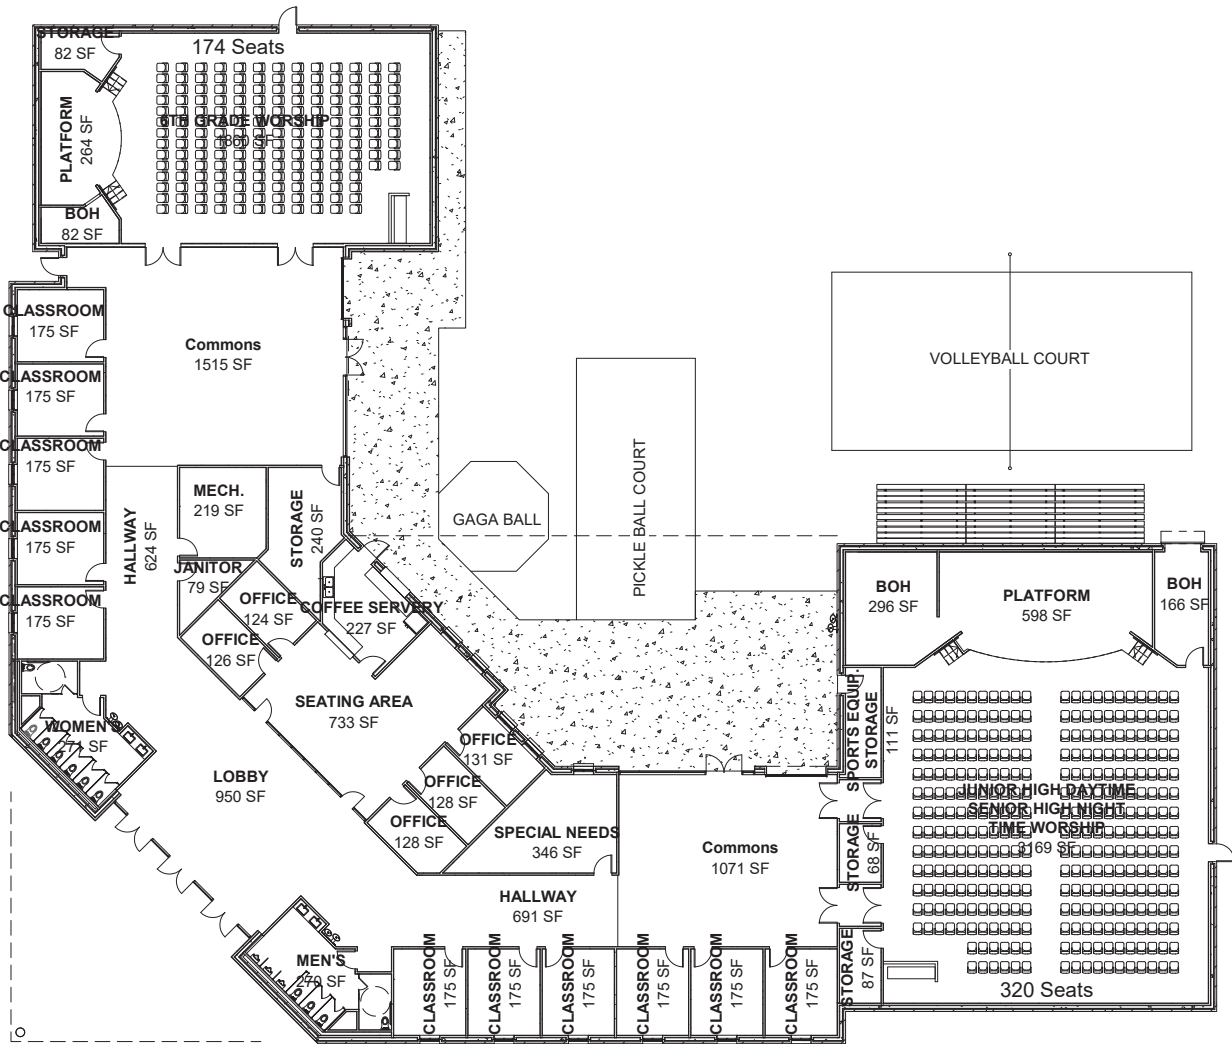 STORAGE
82 SF
174 Seats
PLATFORM
264 SF
6TH GRADE WORSHIP
1860 SF
BOH
82 SF
CLASSROOM
175 SF
Commons
1515 SF
CLASSROOM
175 SF
CLASSROOM
175 SF
CLASSROOM
175 SF
CLASSROOM
175 SF
HALLWAY
624 SF
MECH.
219 SF
STORAGE
240 SF
JANITOR
79 SF
OFFICE
124 SF
COFFEE SERVERY
227 SF
OFFICE
126 SF
SEATING AREA
733 SF
WOMEN'S
271 SF
LOBBY
950 SF
OFFICE
131 SF
OFFICE
128 SF
OFFICE
128 SF
SPECIAL NEEDS
346 SF
HALLWAY
691 SF
MEN'S
270 SF
CLASSROOM
175 SF
CLASSROOM
175 SF
CLASSROOM
175 SF
CLASSROOM
175 SF
CLASSROOM
175 SF
CLASSROOM
175 SF
Commons
1071 SF
GAGA BALL
PICKLE BALL COURT
VOLLEYBALL COURT
BOH
296 SF
PLATFORM
598 SF
BOH
166 SF
SPORTS EQUIP.
STORAGE
111 SF
STORAGE
68 SF
STORAGE
87 SF
JUNIOR HIGH DAYTIME
SENIOR HIGH NIGHT
TIME WORSHIP
3169 SF
320 Seats